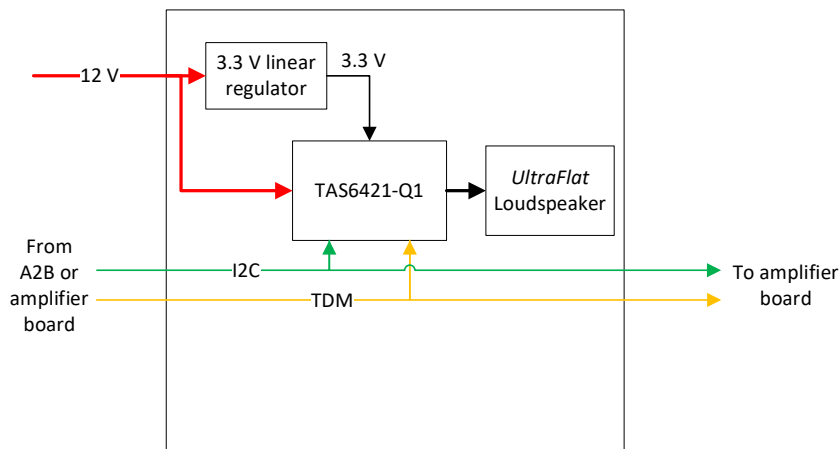 12 V
3.3 V linear
regulator
3.3 V
TAS6421-Q1
UltraFlat
Loudspeaker
From
A2B or
amplifier
board
I2C
TDM
To amplifier
board